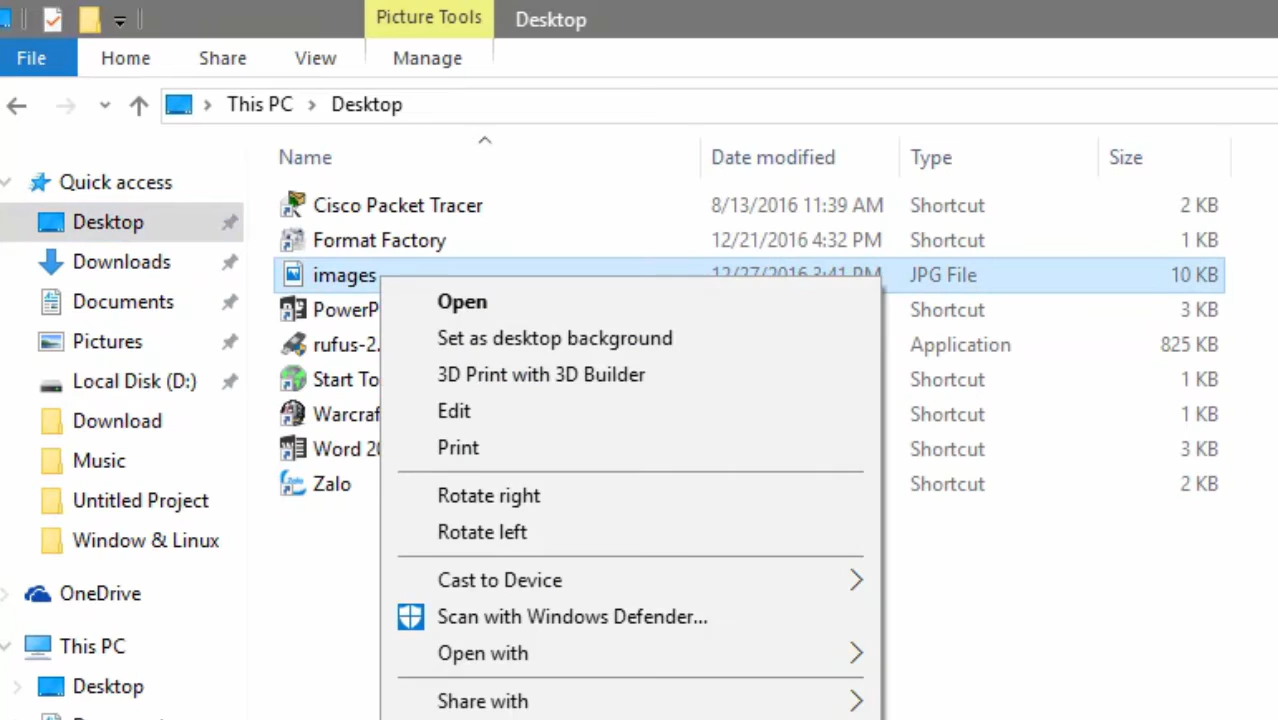 Picture Tools
Desktop
File
Home
Share
View
Manage
This PC
Desktop
Name
Date modified
Type
Size
Quick access
Desktop
Downloads
Documents
Pictures
Local Disk (D:)
Download
Music
Untitled Project
Window & Linux
OneDrive
This PC
Desktop
Cisco Packet Tracer 8/13/2016 11:39 AM Shortcut 2 KB
Format Factory 12/21/2016 4:32 PM Shortcut 1 KB
images 12/27/2016 3:41 PM JPG File 10 KB
PowerP Shortcut 3 KB
rufus-2. Application 825 KB
Start To Shortcut 1 KB
Warcraf Shortcut 1 KB
Word 20 Shortcut 3 KB
Zalo Shortcut 2 KB
Open
Set as desktop background
3D Print with 3D Builder
Edit
Print
Rotate right
Rotate left
Cast to Device
Scan with Windows Defender...
Open with
Share with